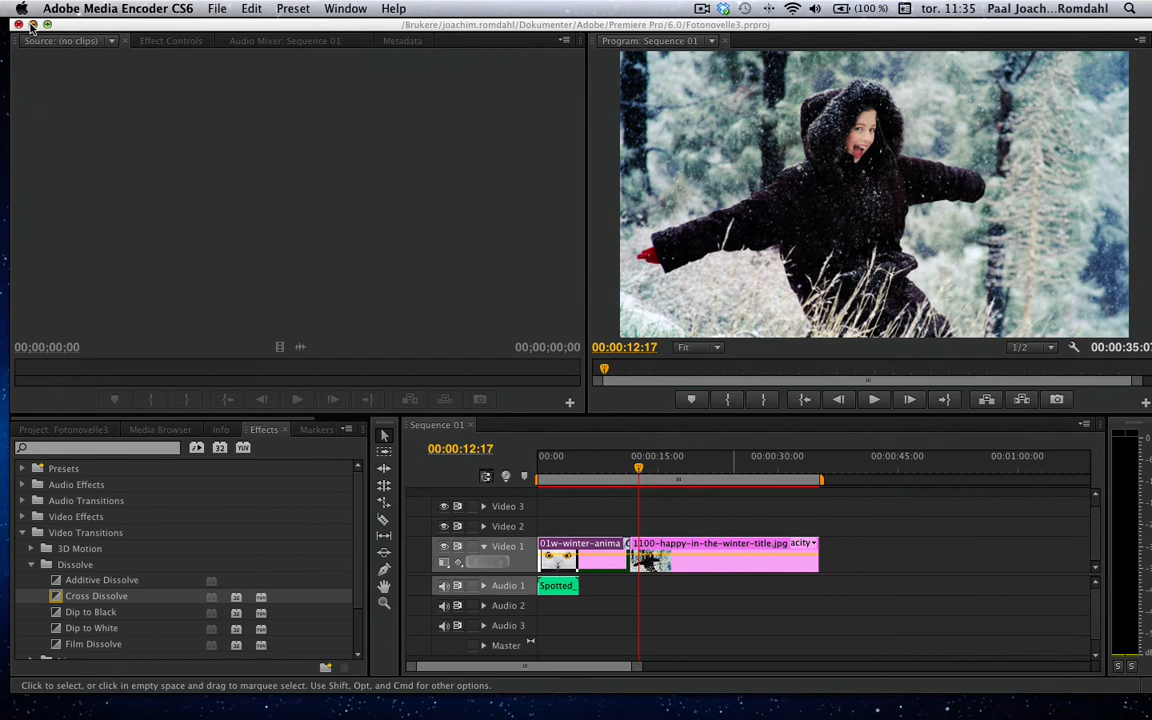 Adobe Media Encoder CS6 File Edit Preset Window Help (100 %) tor. 11:35 Paal Joach...Romdahl
/Brukere/joachim.romdahl/Dokumenter/Adobe/Premiere Pro/6.0/Fotonovelle3.prproj
Source: (no clips) Effect Controls Audio Mixer: Sequence 01 Metadata
Program: Sequence 01
00;00;00;00 00;00;00;00
00:00:12:17 Fit 1/2 00:00:35:07
Project: Fotonovelle3 Media Browser Info Effects Markers
Sequence 01
00:00:12:17
00:00 00:00:15:00 00:00:30:00 00:00:45:00 00:01:00:00
32 YUV
Presets
Audio Effects
Audio Transitions
Video Effects
Video Transitions
3D Motion
Dissolve
Additive Dissolve
Cross Dissolve
Dip to Black
Dip to White
Film Dissolve
Video 3
Video 2
Video 1 01w-winter-anima 1100-happy-in-the-winter-title.jpg acity
Audio 1 Spotted_
Audio 2
Audio 3
Master
S S
Click to select, or click in empty space and drag to marquee select. Use Shift, Opt, and Cmd for other options.